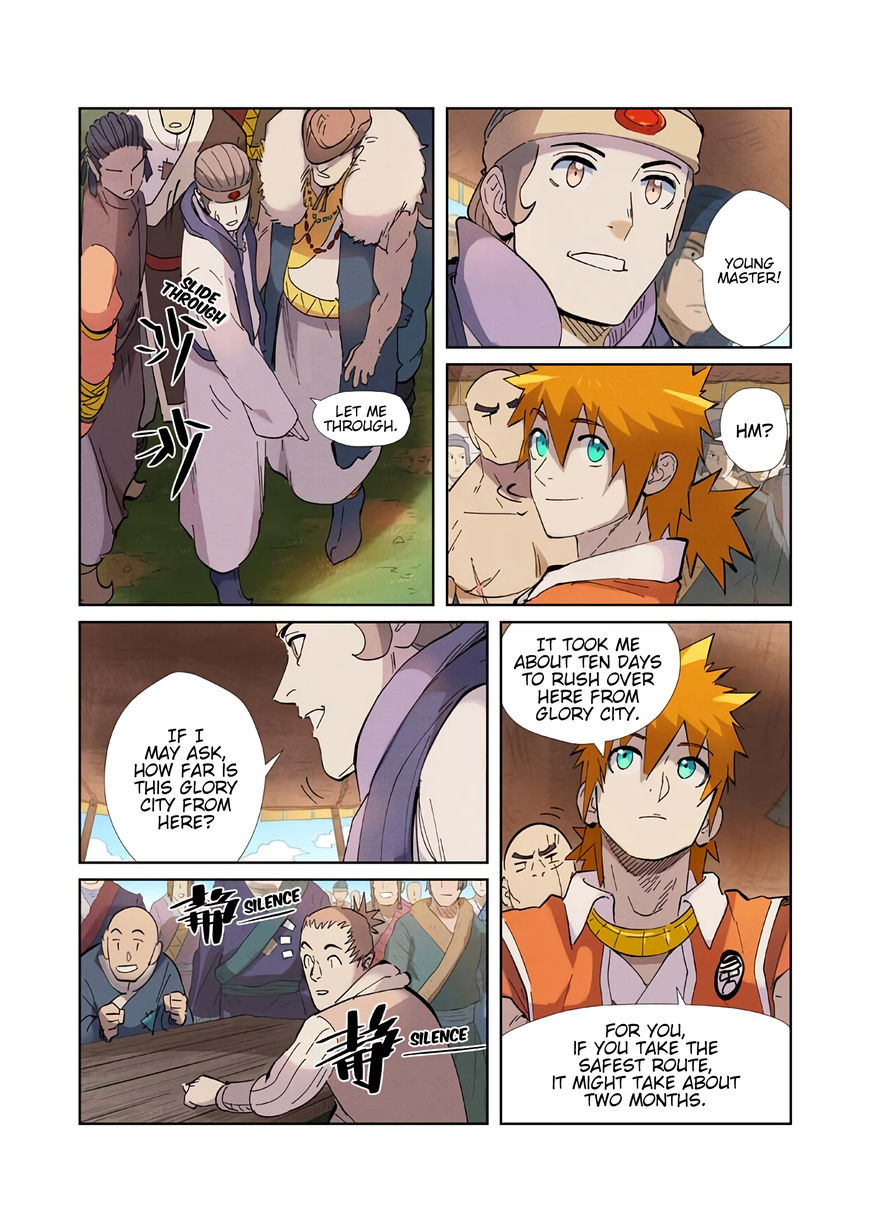 SLIDE
THROUGH
LET ME
THROUGH.
YOUNG
MASTER!
HM?
IF I
MAY ASK,
HOW FAR IS
THIS GLORY
CITY FROM
HERE?
IT TOOK ME
ABOUT TEN DAYS
TO RUSH OVER
HERE FROM
GLORY CITY.
FOR YOU,
IF YOU TAKE THE
SAFEST ROUTE,
IT MIGHT TAKE ABOUT
TWO MONTHS.
静
SILENCE
静
SILENCE